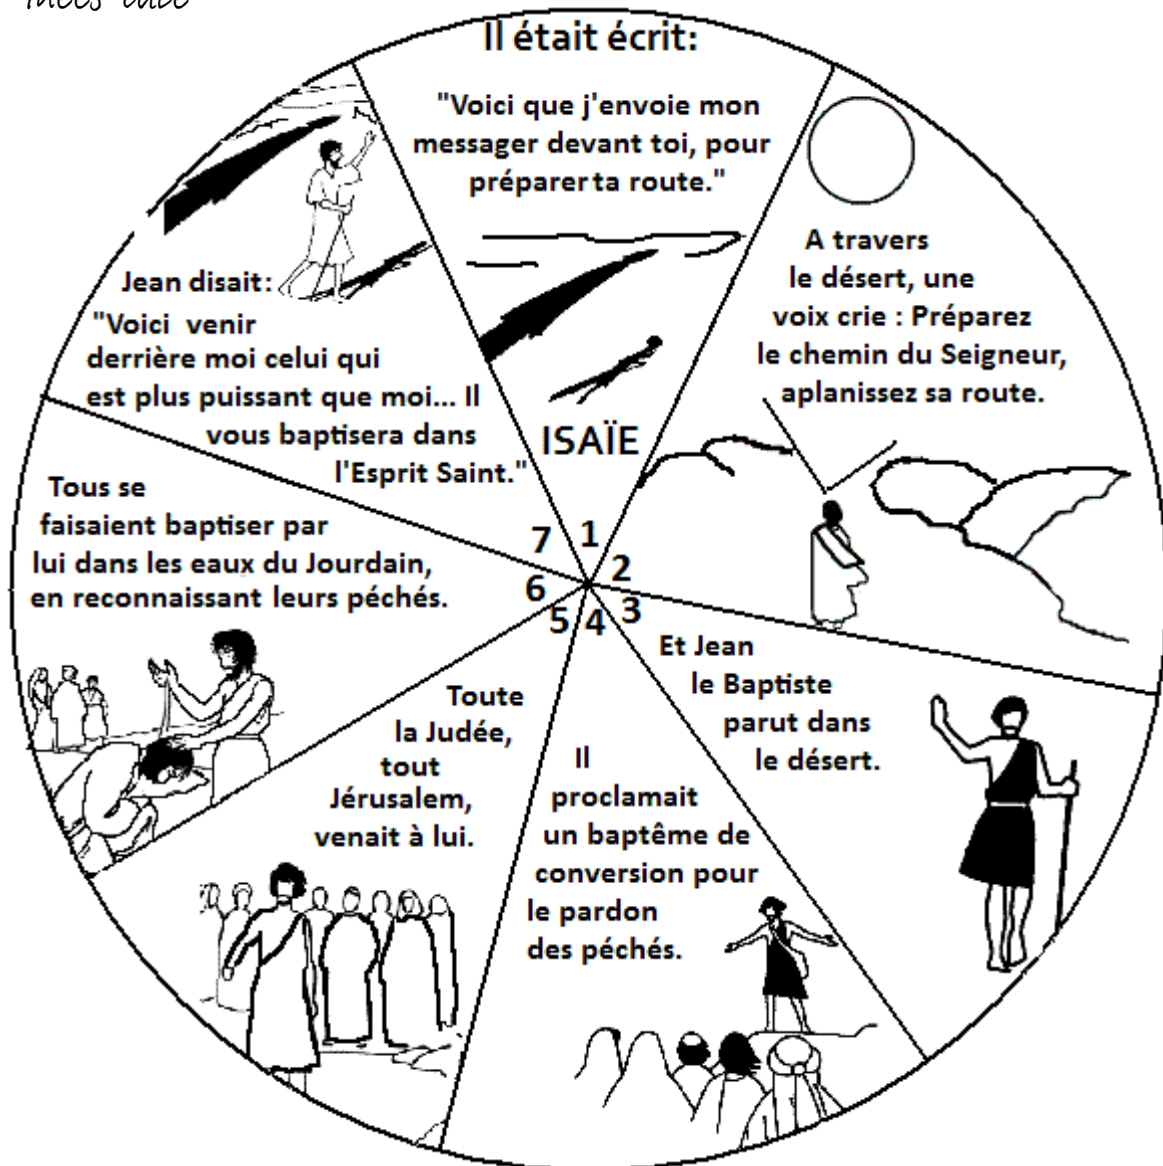 Idées-caté
Il était écrit:
"Voici que j'envoie mon
messager devant toi, pour
préparer ta route."
ISAÏE
1
A travers
le désert, une
voix crie : Préparez
le chemin du Seigneur,
aplanissez sa route.
2
3
Et Jean
le Baptiste
parut dans
le désert.
4
Il
proclamait
un baptême de
conversion pour
le pardon
des péchés.
5
Toute
la Judée,
tout
Jérusalem,
venait à lui.
6
Tous se
faisaient baptiser par
lui dans les eaux du Jourdain,
en reconnaissant leurs péchés.
7
Jean disait:
"Voici venir
derrière moi celui qui
est plus puissant que moi... Il
vous baptisera dans
l'Esprit Saint."